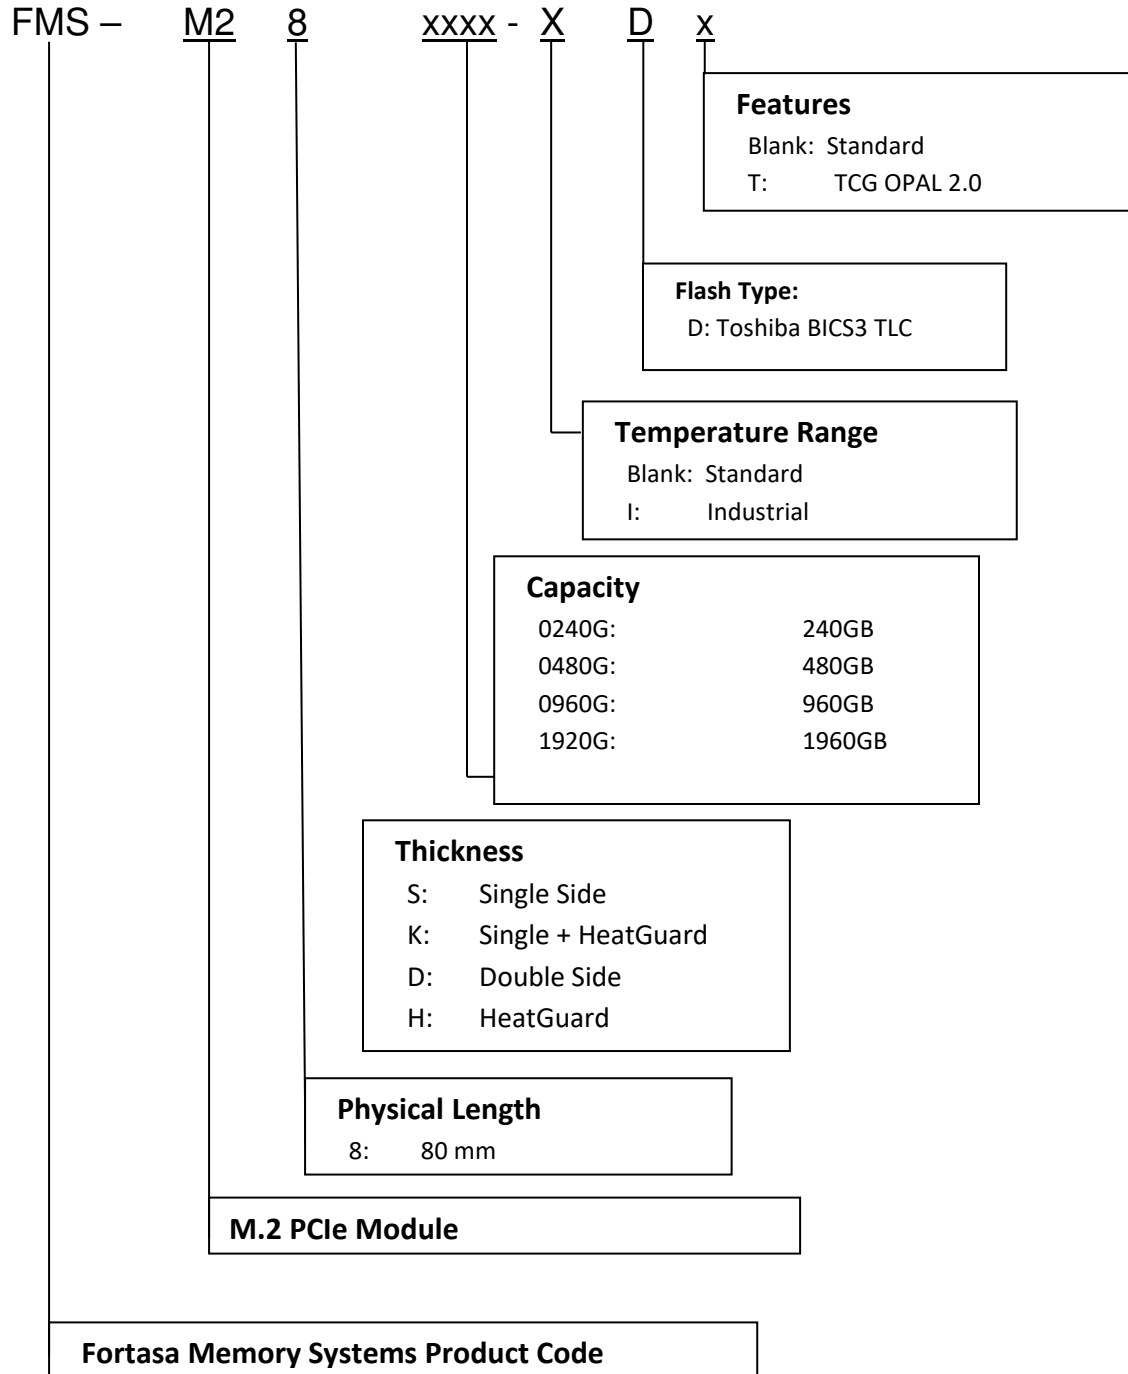 FMS – M2 8 xxxx - X D x
Features
Blank: Standard
T: TCG OPAL 2.0
Flash Type:
D: Toshiba BICS3 TLC
Temperature Range
Blank: Standard
I: Industrial
Capacity
0240G: 240GB
0480G: 480GB
0960G: 960GB
1920G: 1960GB
Thickness
S: Single Side
K: Single + HeatGuard
D: Double Side
H: HeatGuard
Physical Length
8: 80 mm
M.2 PCIe Module
Fortasa Memory Systems Product Code